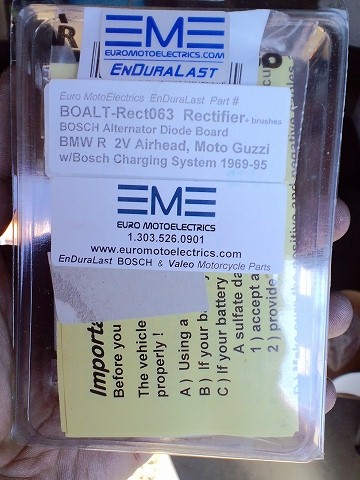 EME
EUROMOTOELECTRICS.COM
ENDURALAST
Euro MotoElectrics EnDuraLast Part #
BOALT-Rect063 Rectifier+ brushes
BOSCH Alternator Diode Board
BMW R 2V Airhead, Moto Guzzi
w/Bosch Charging System 1969-95
EME
EURO MOTOELECTRICS
1.303.526.0901
www.euromotoelectrics.com
EnDuraLast BOSCH & Valeo Motorcycle Parts
Importa
Before you
The vehicle
properly !
A ) Using a
B ) If your b
C ) If your battery
A sulfate da
1 ) accept a
2 ) provide